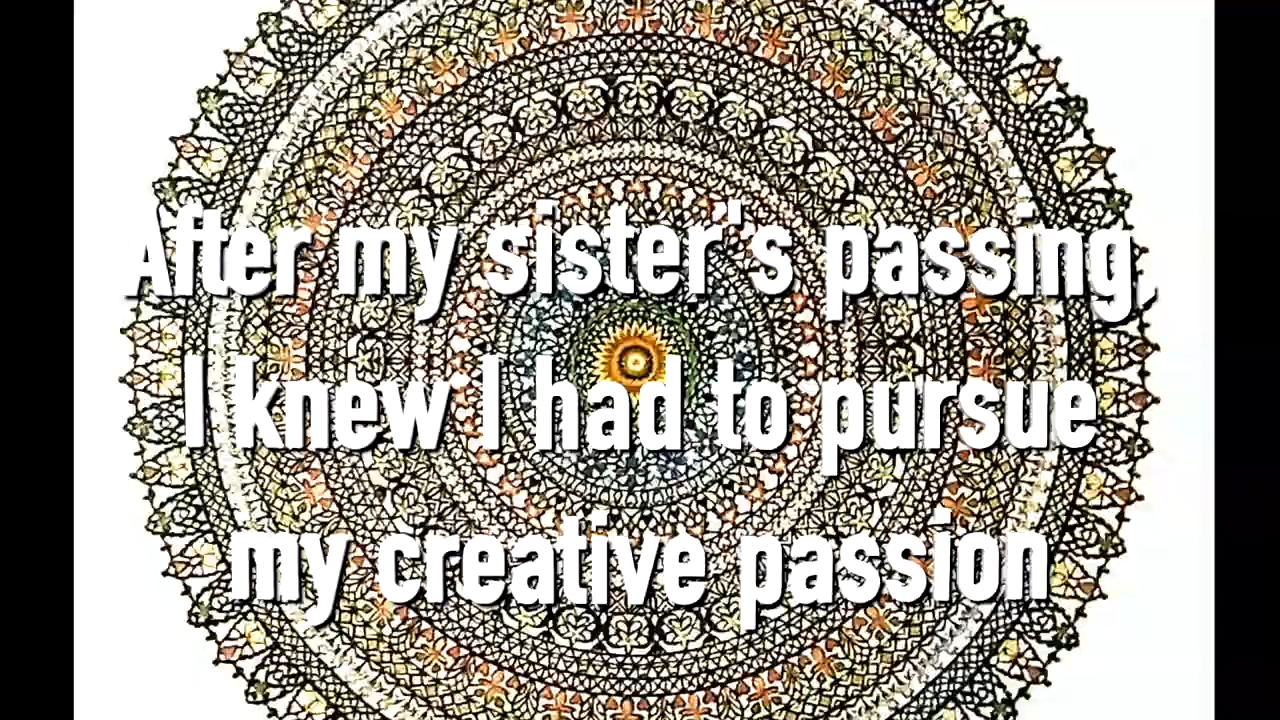 After my sister's passing,
I knew I had to pursue
my creative passion